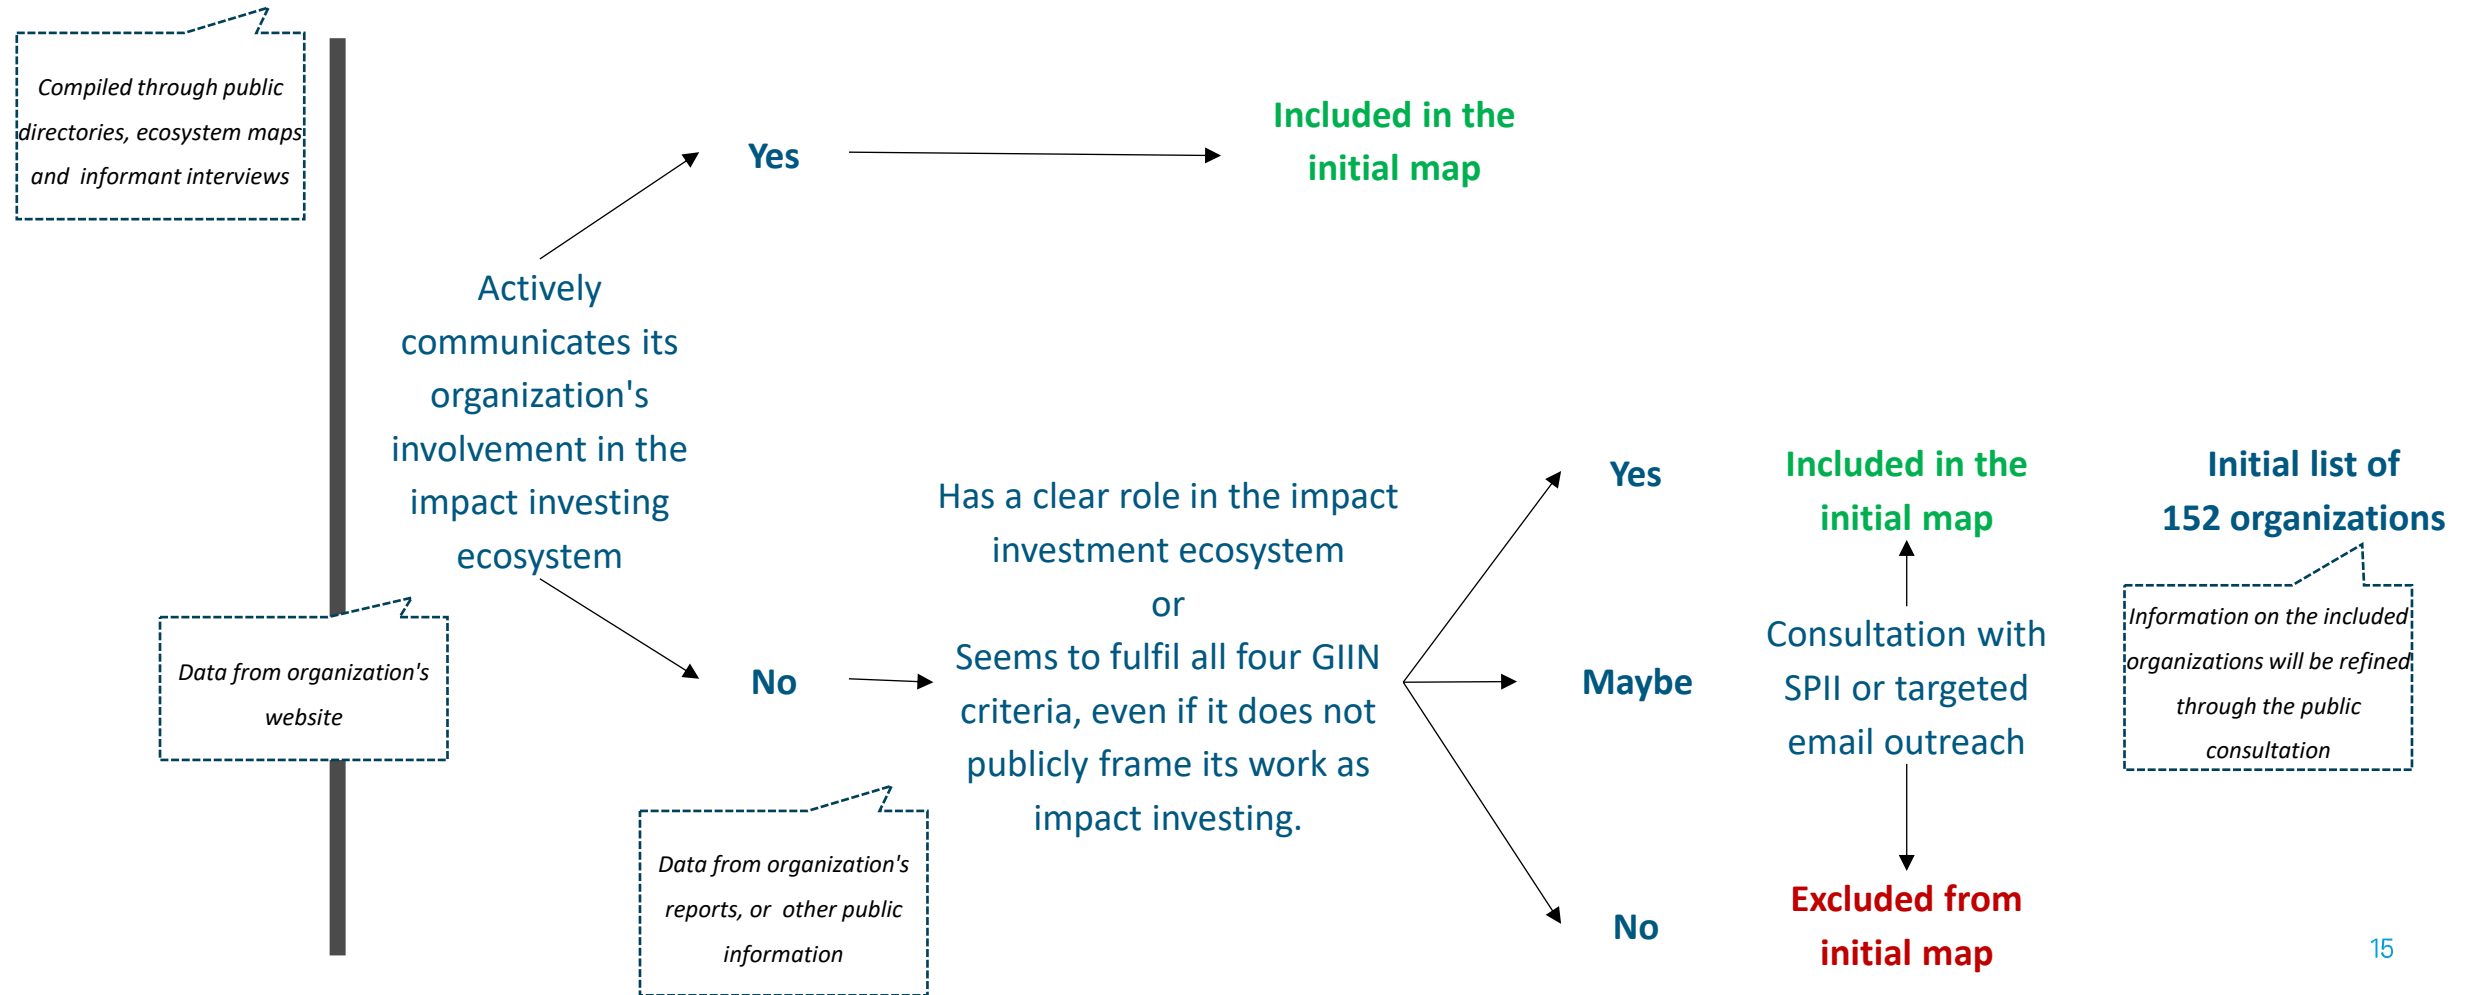 Compiled through public
directories, ecosystem maps
and informant interviews
Yes
Included in the
initial map
Actively
communicates its
organization's
involvement in the
impact investing
ecosystem
Data from organization's
website
No
Has a clear role in the impact
investment ecosystem
or
Seems to fulfil all four GIIN
criteria, even if it does not
publicly frame its work as
impact investing.
Data from organization's
reports, or other public
information
Yes
Maybe
No
Included in the
initial map
Consultation with
SPII or targeted
email outreach
Excluded from
initial map
Initial list of
152 organizations
Information on the included
organizations will be refined
through the public
consultation
15